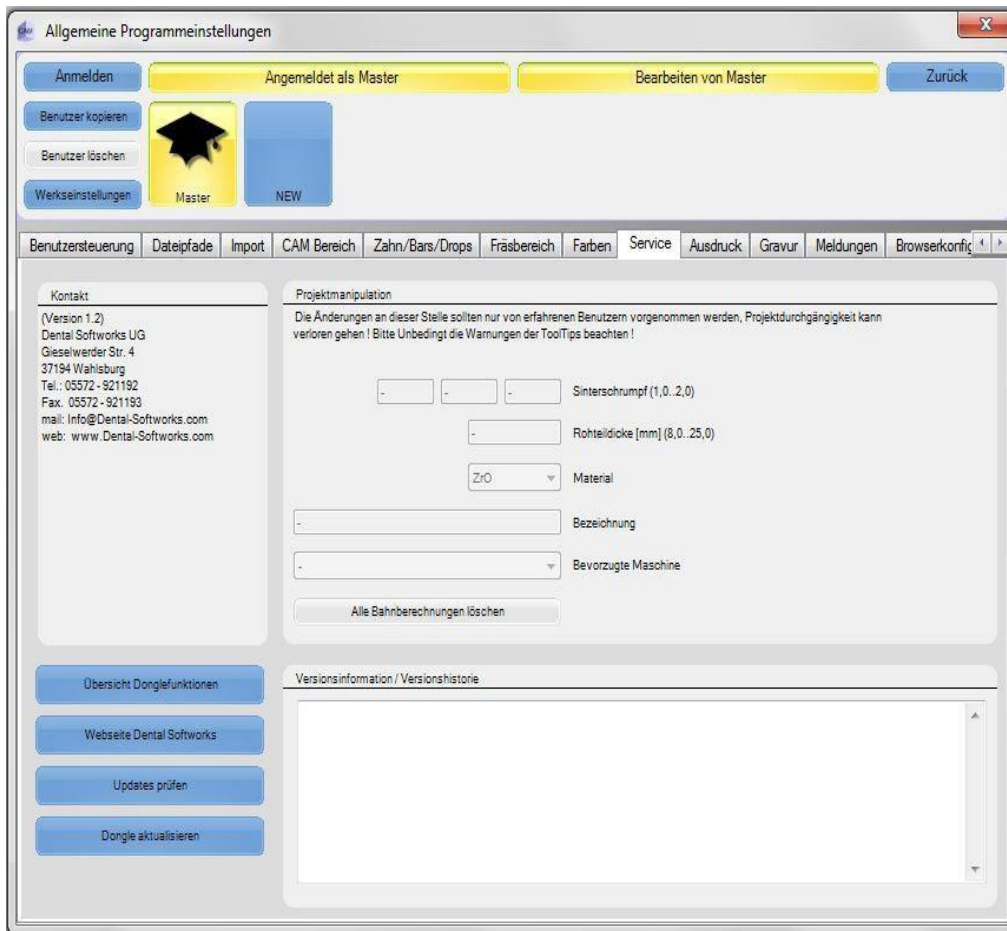 Allgemeine Programmeinstellungen
Anmelden
Angemeldet als Master
Bearbeiten von Master
Zurück
Benutzer kopieren
Benutzer löschen
Werkseinstellungen
Master
NEW
Benutzersteuerung
Dateipfade
Import
CAM Bereich
Zahn/Bars/Drops
Fräsbereich
Farben
Service
Ausdruck
Gravur
Meldungen
Browserkonfig
Kontakt
(Version 1.2)
Dental Softworks UG
Gieselwerder Str. 4
37194 Wahlsburg
Tel.: 05572 - 921192
Fax. 05572 - 921193
mail: Info@Dental-Softworks.com
web: www.Dental-Softworks.com
Projektmanipulation
Die Änderungen an dieser Stelle sollten nur von erfahrenen Benutzern vorgenommen werden, Projektdurchgängigkeit kann
verloren gehen ! Bitte Unbedingt die Warnungen der ToolTips beachten !
- - - Sinterschrumpf (1,0..2,0)
- Rohteildicke [mm] (8,0..25,0)
ZrO Material
- Bezeichnung
- Bevorzugte Maschine
Alle Bahnberechnungen löschen
Übersicht Donglefunktionen
Webseite Dental Softworks
Updates prüfen
Dongle aktualisieren
Versionsinformation / Versionshistorie